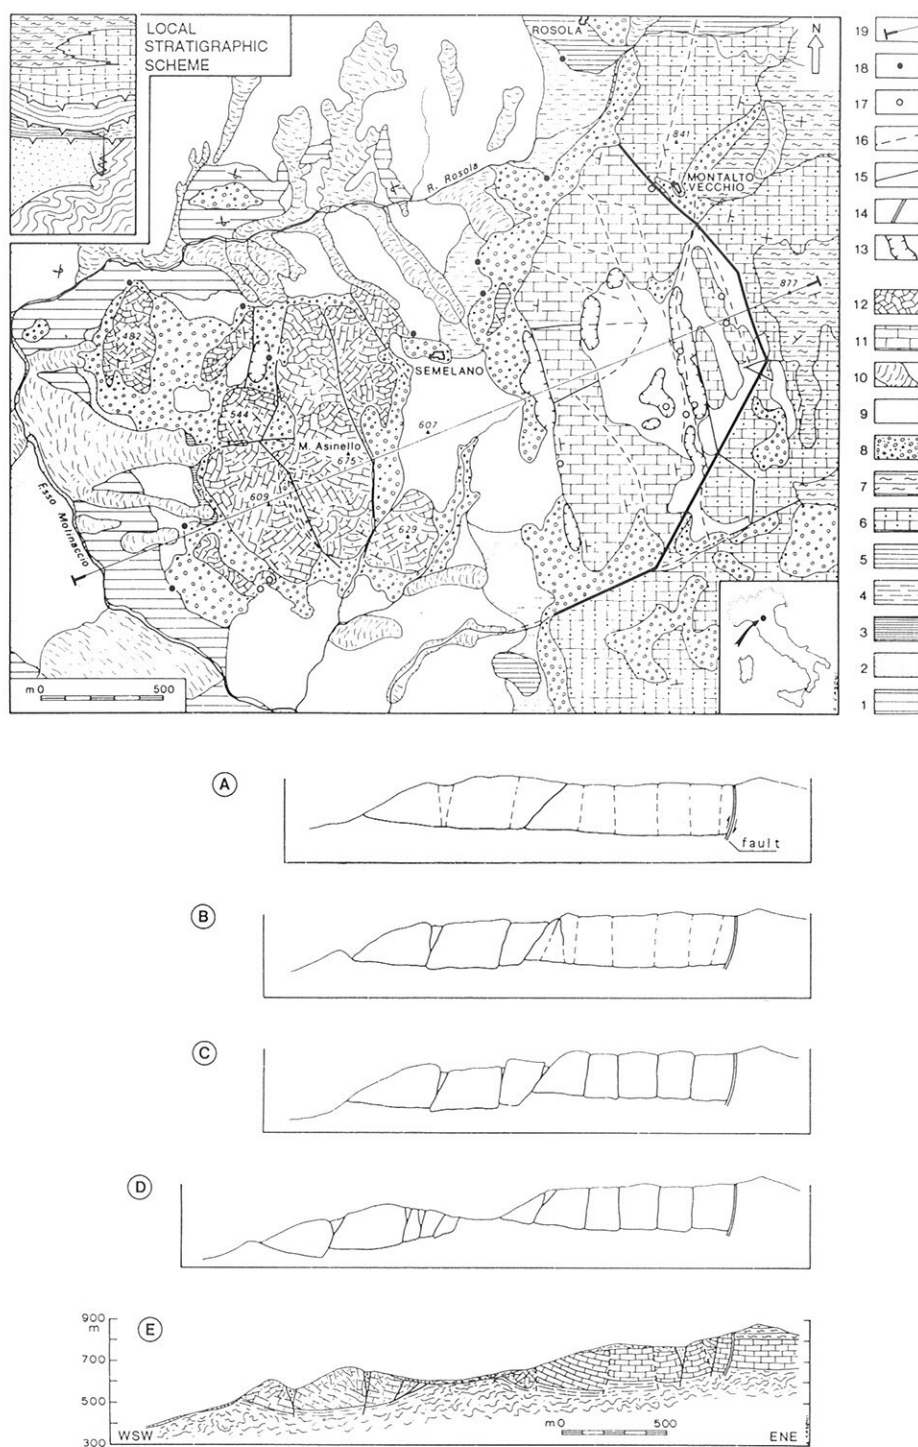 LOCAL
STRATIGRAPHIC
SCHEME
ROSOLA
N
841
MONTALTO
VECCHIO
R. Rosola
877
482
SEMELANO
544
M. Asinello
675
607
609
629
Esso Molinaccio
m 0 500
19
18
17
16
15
14
13
12
11
10
9
8
7
6
5
4
3
2
1
A
fault
B
C
D
E
900
m
700
500
300
WSW
m 0 500
ENE